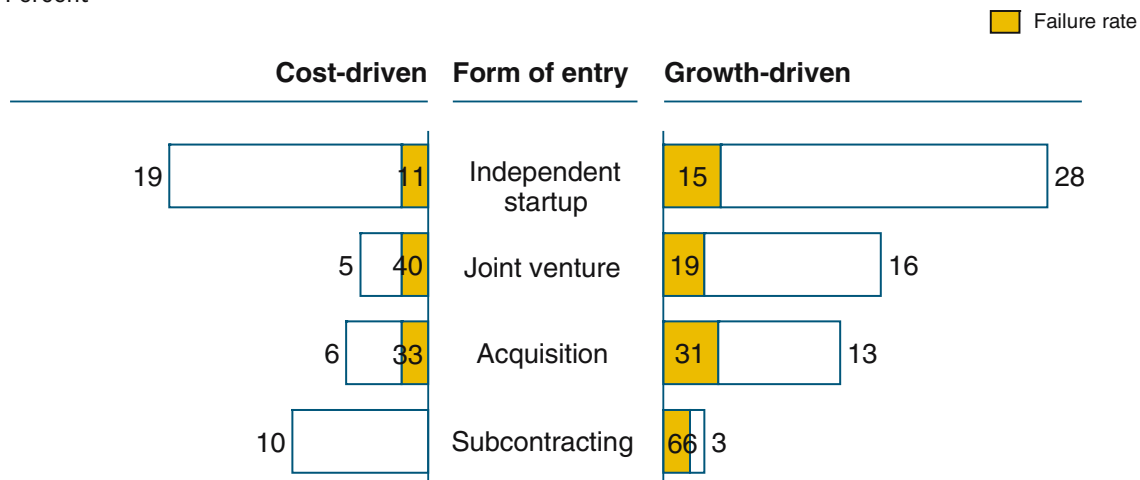 Percent
Failure rate
Cost-driven Form of entry Growth-driven
19 11 Independent startup 15 28
5 40 Joint venture 19 16
6 33 Acquisition 31 13
10 Subcontracting 66 3